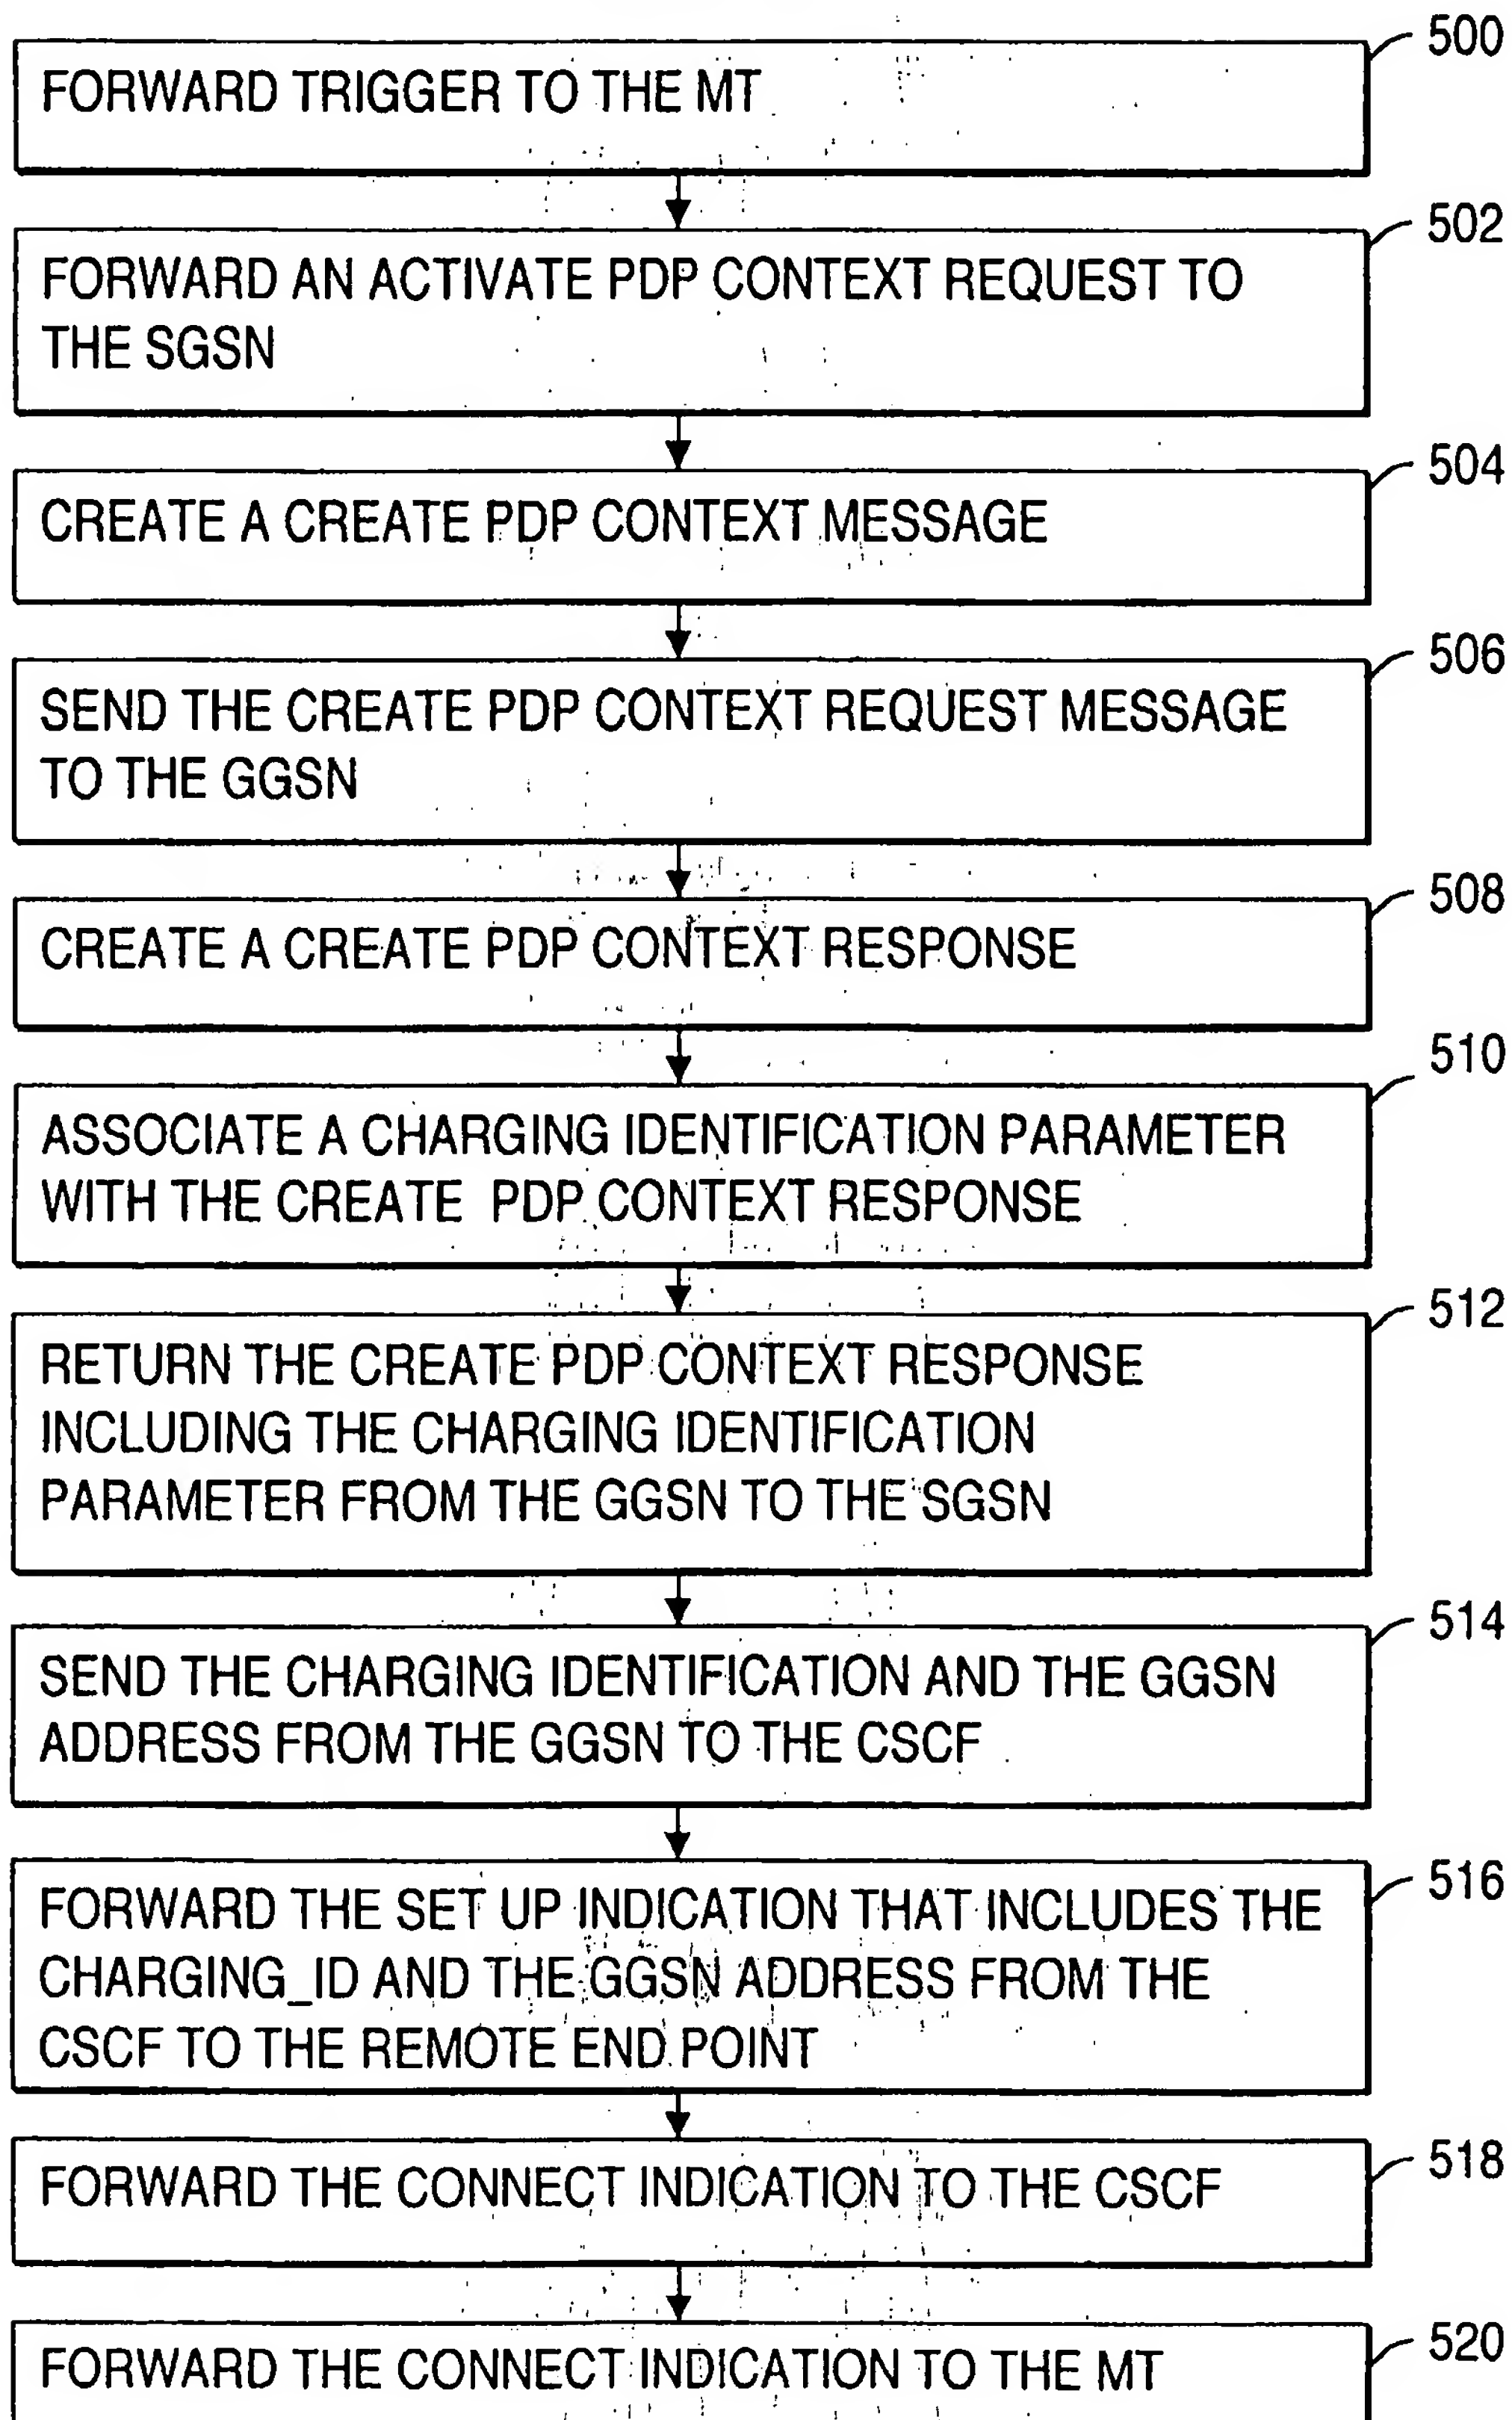 500
FORWARD TRIGGER TO THE MT
502
FORWARD AN ACTIVATE PDP CONTEXT REQUEST TO
THE SGSN
504
CREATE A CREATE PDP CONTEXT MESSAGE
506
SEND THE CREATE PDP CONTEXT REQUEST MESSAGE
TO THE GGSN
508
CREATE A CREATE PDP CONTEXT RESPONSE
510
ASSOCIATE A CHARGING IDENTIFICATION PARAMETER
WITH THE CREATE PDP CONTEXT RESPONSE
512
RETURN THE CREATE PDP CONTEXT RESPONSE
INCLUDING THE CHARGING IDENTIFICATION
PARAMETER FROM THE GGSN TO THE SGSN
514
SEND THE CHARGING IDENTIFICATION AND THE GGSN
ADDRESS FROM THE GGSN TO THE CSCF
516
FORWARD THE SET UP INDICATION THAT INCLUDES THE
CHARGING_ID AND THE GGSN ADDRESS FROM THE
CSCF TO THE REMOTE END POINT
518
FORWARD THE CONNECT INDICATION TO THE CSCF
520
FORWARD THE CONNECT INDICATION TO THE MT